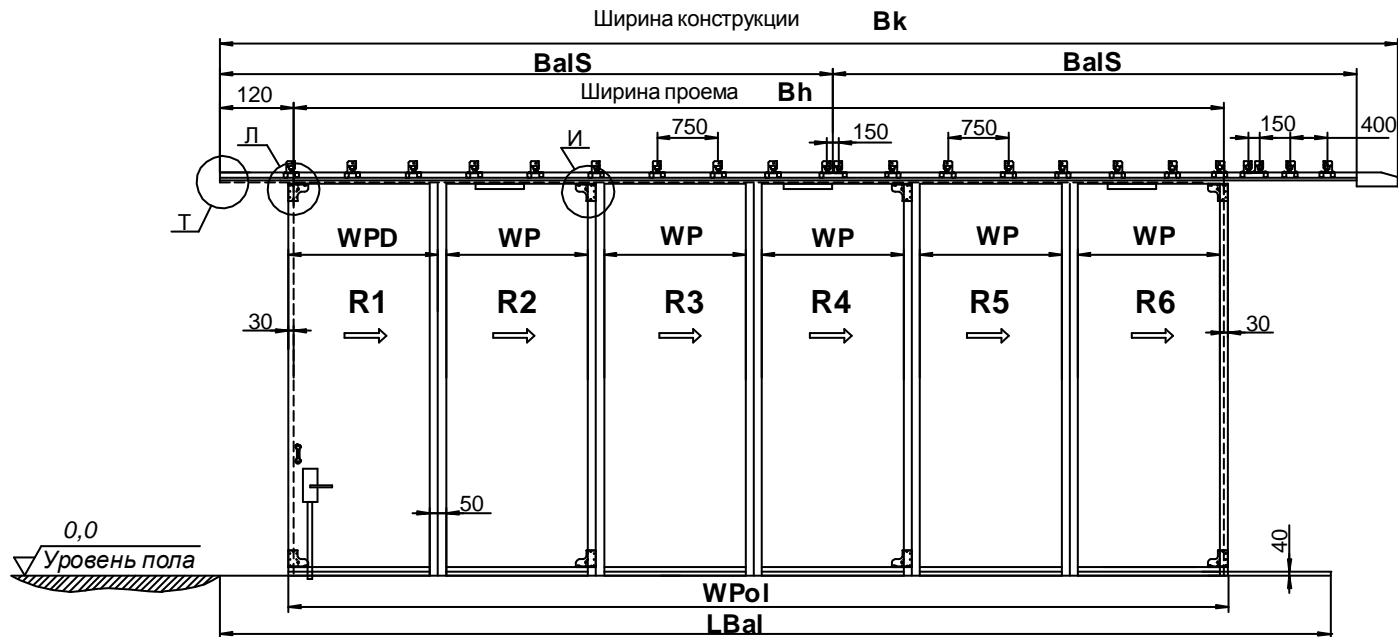 Ширина конструкции Bk
BalS BalS
120 Ширина проема Bh
Л И 750 150 750 150 400
Т
WPD WP WP WP WP WP
R1 R2 R3 R4 R5 R6
30 30
50
0,0
Уровень пола
40
WPol
LBal